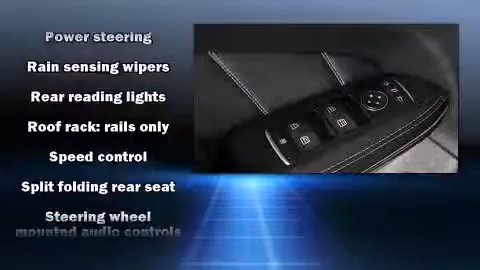 Power steering
Rain sensing wipers
Rear reading lights
Roof rack: rails only
Speed control
Split folding rear seat
Steering wheel
mounted audio controls